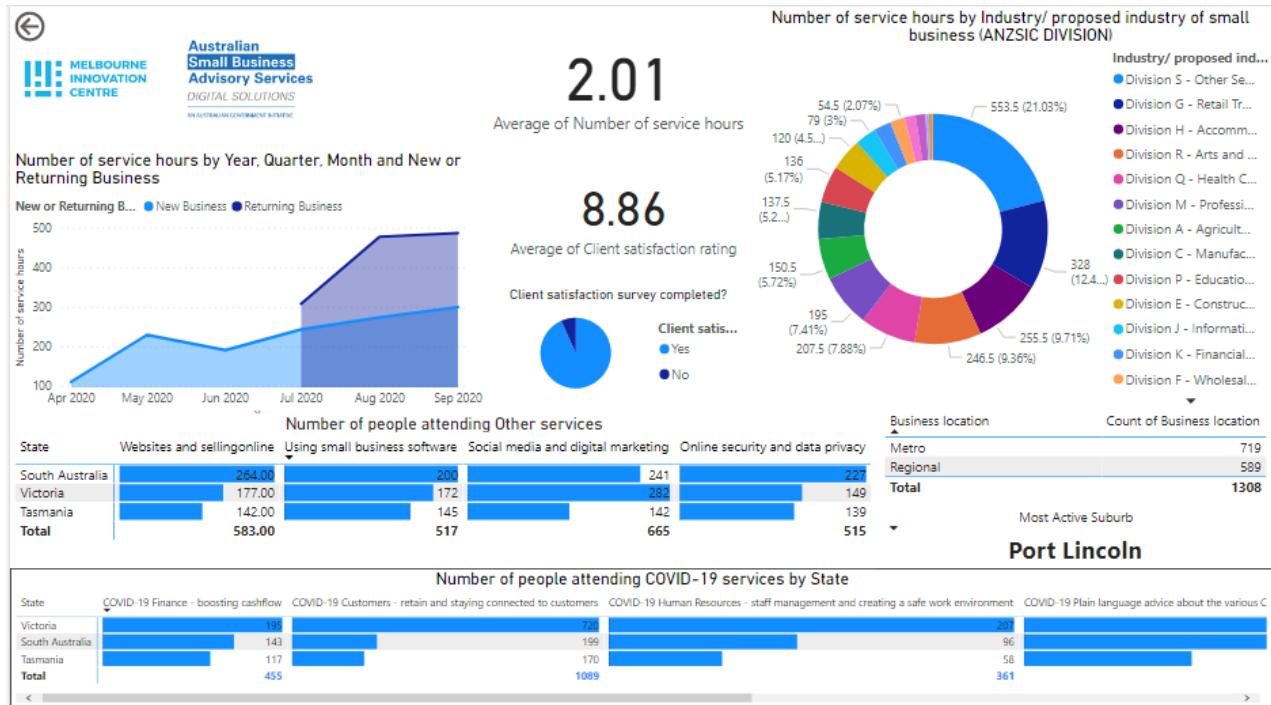 MELBOURNE
INNOVATION
CENTRE
Australian
Small Business
Advisory Services
DIGITAL SOLUTIONS
AN AUSTRALIAN GOVERNMENT INITIATIVE
2.01
Average of Number of service hours
8.86
Average of Client satisfaction rating
Client satisfaction survey completed?
Client satis...
Yes
No
Number of service hours by Year, Quarter, Month and New or
Returning Business
New or Returning B... New Business Returning Business
Number of service hours
500
400
300
200
100
Apr 2020 May 2020 Jun 2020 Jul 2020 Aug 2020 Sep 2020
Number of service hours by Industry/ proposed industry of small
business (ANZSIC DIVISION)
553.5 (21.03%)
328
(12.4...)
255.5 (9.71%)
246.5 (9.36%)
207.5 (7.88%)
195
(7.41%)
150.5
(5.72%)
137.5
(5.2...)
136
(5.17%)
120 (4.5...)
79 (3%)
54.5 (2.07%)
Industry/ proposed ind...
Division S - Other Se...
Division G - Retail Tr...
Division H - Accomm...
Division R - Arts and ...
Division Q - Health C...
Division M - Professi...
Division A - Agricult...
Division C - Manufac...
Division P - Educatio...
Division E - Construc...
Division J - Informati...
Division K - Financial...
Division F - Wholesal...
Number of people attending Other services
State Websites and sellingonline Using small business software Social media and digital marketing Online security and data privacy
South Australia 264.00 200 241 227
Victoria 177.00 172 282 149
Tasmania 142.00 145 142 139
Total 583.00 517 665 515
Business location Count of Business location
Metro 719
Regional 589
Total 1308
Most Active Suburb
Port Lincoln
Number of people attending COVID-19 services by State
State COVID-19 Finance - boosting cashflow COVID-19 Customers - retain and staying connected to customers COVID-19 Human Resources - staff management and creating a safe work environment COVID-19 Plain language advice about the various C
Victoria 195 720 207
South Australia 143 199 96
Tasmania 117 170 58
Total 455 1089 361